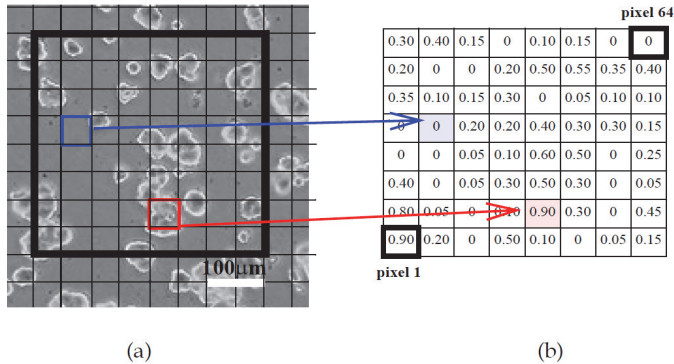 pixel 64
0.30 0.40 0.15 0 0.10 0.15 0 0
0.20 0 0 0.20 0.50 0.55 0.35 0.40
0.35 0.10 0.15 0.30 0 0.05 0.10 0.10
0 0 0.20 0.20 0.40 0.30 0.30 0.15
0 0 0.05 0.10 0.60 0.50 0 0.25
0.40 0 0.05 0.30 0.50 0.30 0 0.05
0.80 0.05 0 0.90 0.30 0 0.45
0.90 0.20 0 0.50 0.10 0 0.05 0.15
100μm
pixel 1
(a) (b)